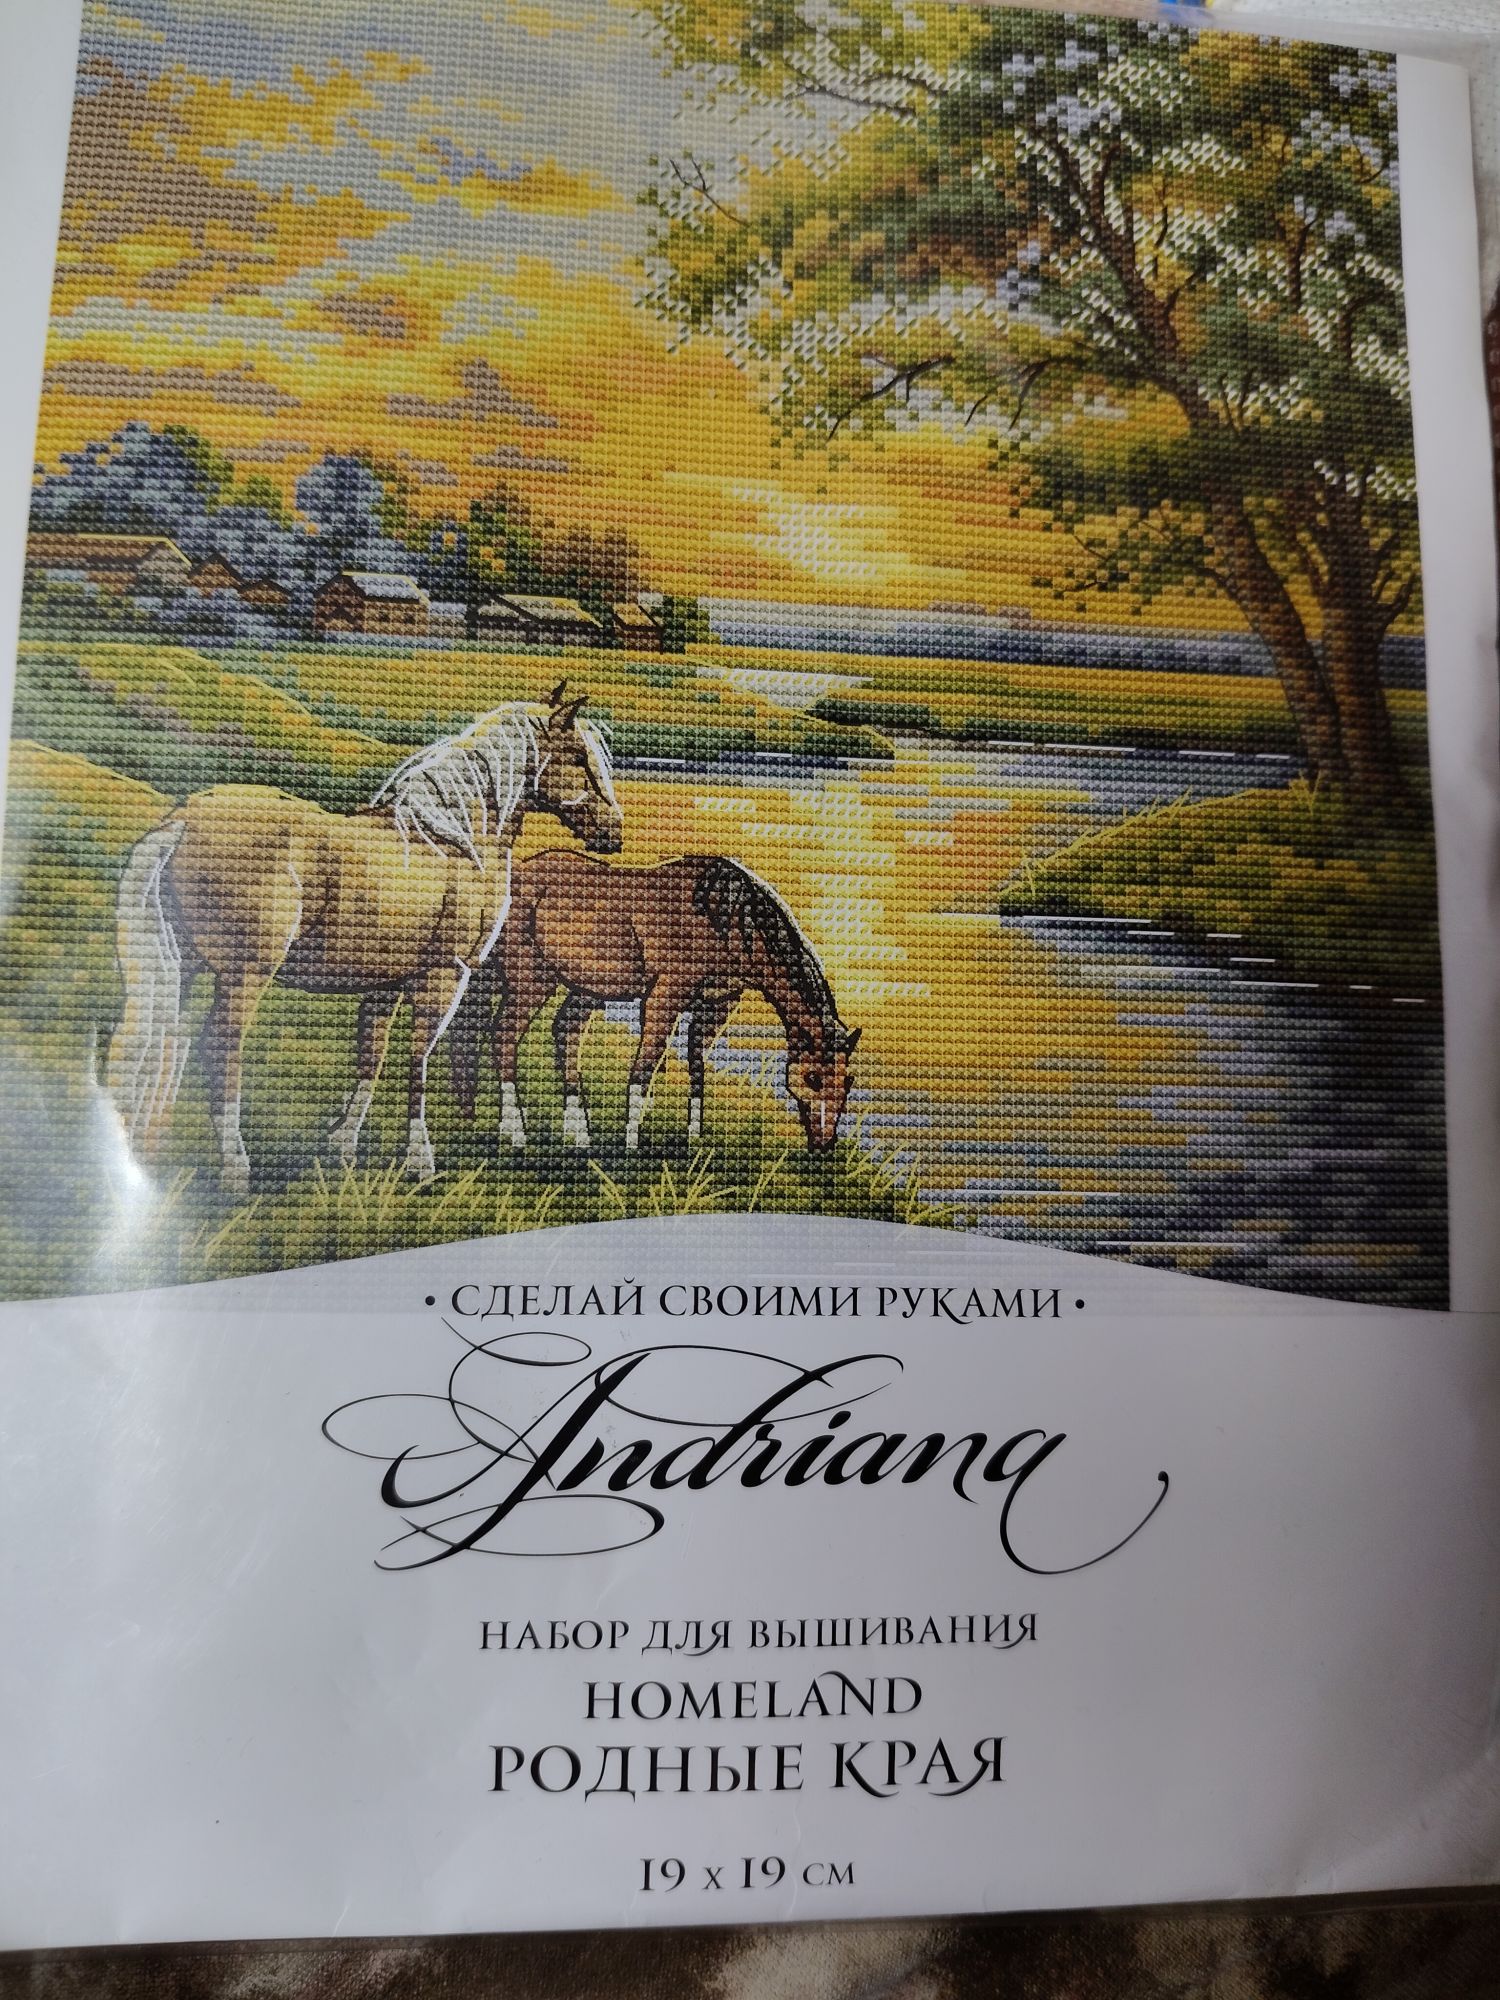 • СДЕЛАЙ СВОИМИ РУКАМИ •
Andriana
НАБОР ДЛЯ ВЫШИВАНИЯ
HOMELAND
РОДНЫЕ КРАЯ
19 x 19 см